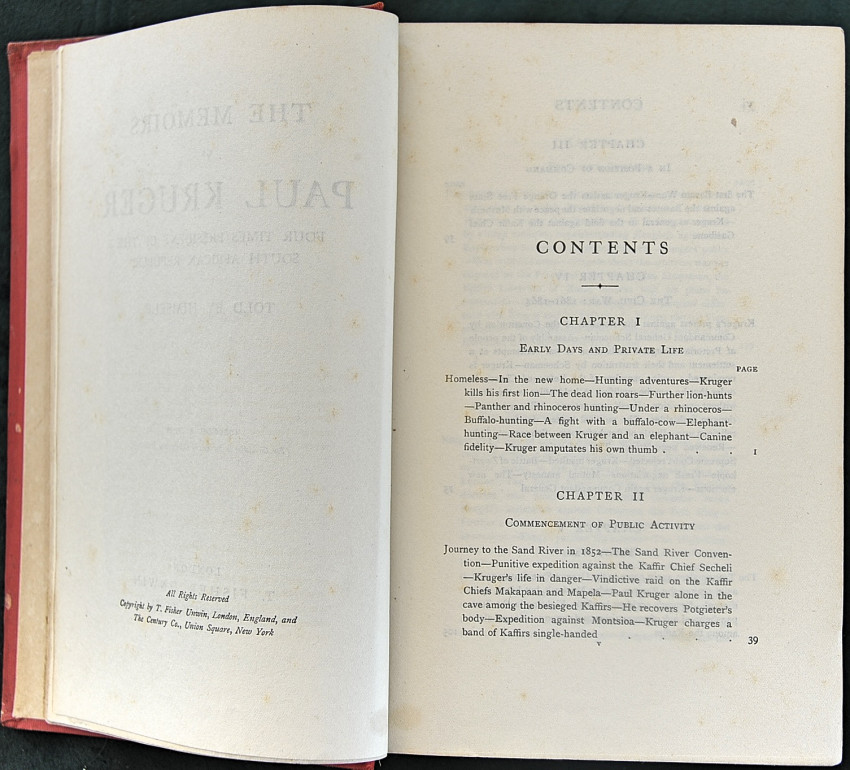 All Rights Reserved
Copyright by T. Fisher Unwin, London, England, and
The Century Co., Union Square, New York
CONTENTS
CHAPTER I
Early Days and Private Life
PAGE
Homeless—In the new home—Hunting adventures—Kruger
kills his first lion—The dead lion roars—Further lion-hunts
—Panther and rhinoceros hunting—Under a rhinoceros—
Buffalo-hunting—A fight with a buffalo-cow—Elephant-
hunting—Race between Kruger and an elephant—Canine
fidelity—Kruger amputates his own thumb . . . 1
CHAPTER II
Commencement of Public Activity
Journey to the Sand River in 1852—The Sand River Conven-
tion—Punitive expedition against the Kaffir Chief Secheli
—Kruger's life in danger—Vindictive raid on the Kaffir
Chiefs Makapaan and Mapela—Paul Kruger alone in the
cave among the besieged Kaffirs—He recovers Potgieter's
body—Expedition against Montsioa—Kruger charges a
band of Kaffirs single-handed . . . . 39
v